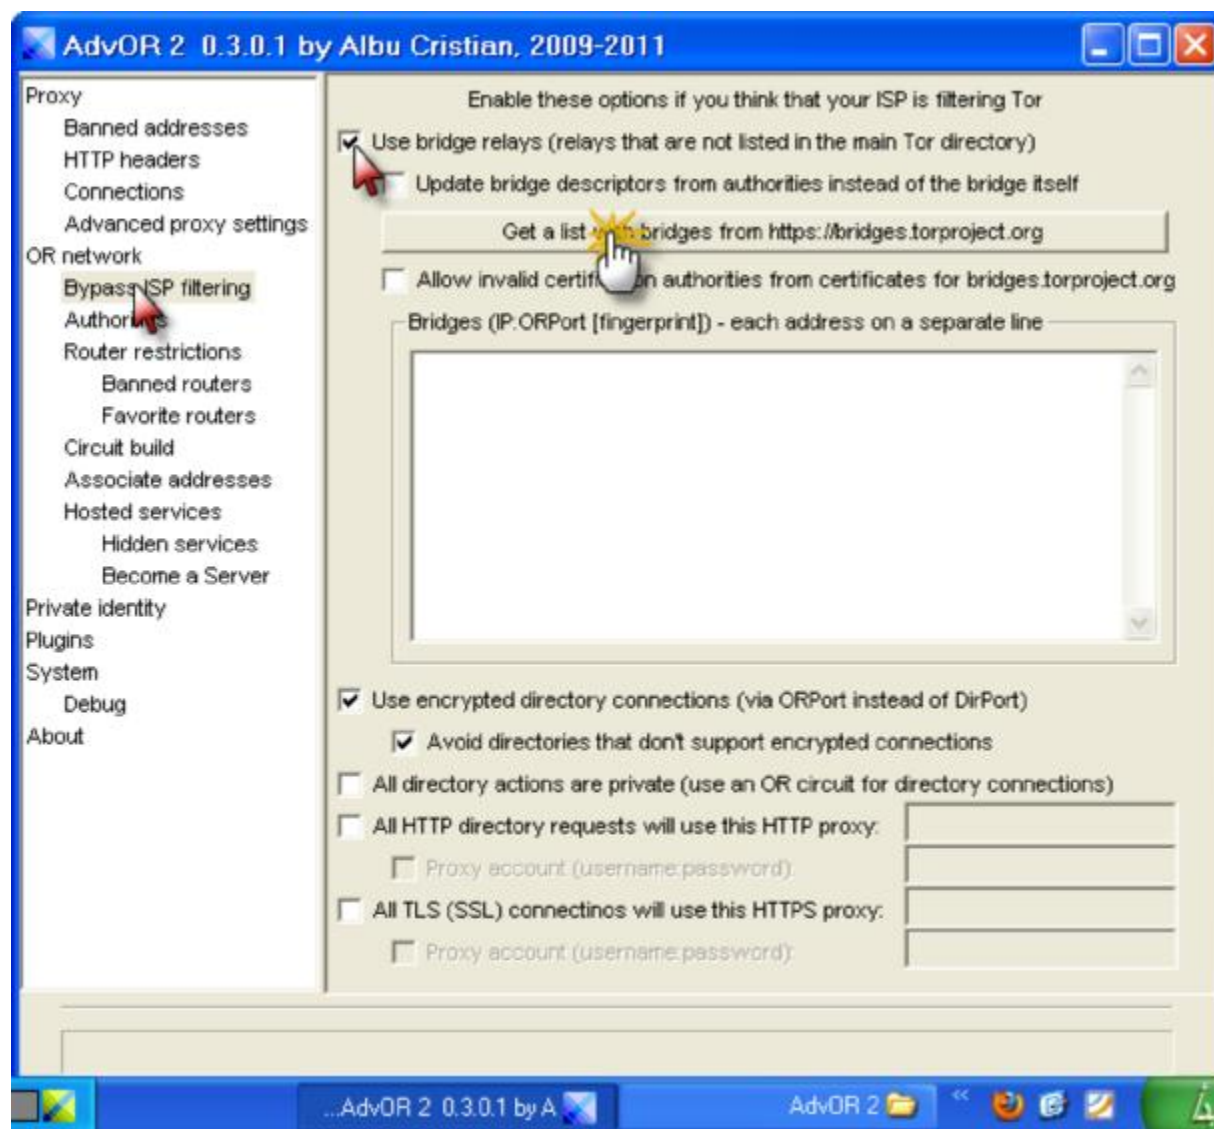 AdvOR 2 0.3.0.1 by Albu Cristian, 2009-2011
Proxy
Banned addresses
HTTP headers
Connections
Advanced proxy settings
OR network
Bypass ISP filtering
Router restrictions
Banned routers
Favorite routers
Circuit build
Associate addresses
Hosted services
Hidden services
Become a Server
Private identity
Plugins
System
Debug
About
Enable these options if you think that your ISP is filtering Tor
Use bridge relays (relays that are not listed in the main Tor directory)
Update bridge descriptors from authorities instead of the bridge itself
Get a list with bridges from https://bridges.torproject.org
Allow invalid authorities from certificates for bridges.torproject.org
Bridges (IP:ORPort [fingerprint]) - each address on a separate line
Use encrypted directory connections (via ORPort instead of DirPort)
Avoid directories that don't support encrypted connections
All directory actions are private (use an OR circuit for directory connections)
All HTTP directory requests will use this HTTP proxy:
Proxy account (username:password):
All TLS (SSL) connectinos will use this HTTPS proxy:
Proxy account (username:password):
...AdvOR 2 0.3.0.1 by A
AdvOR 2